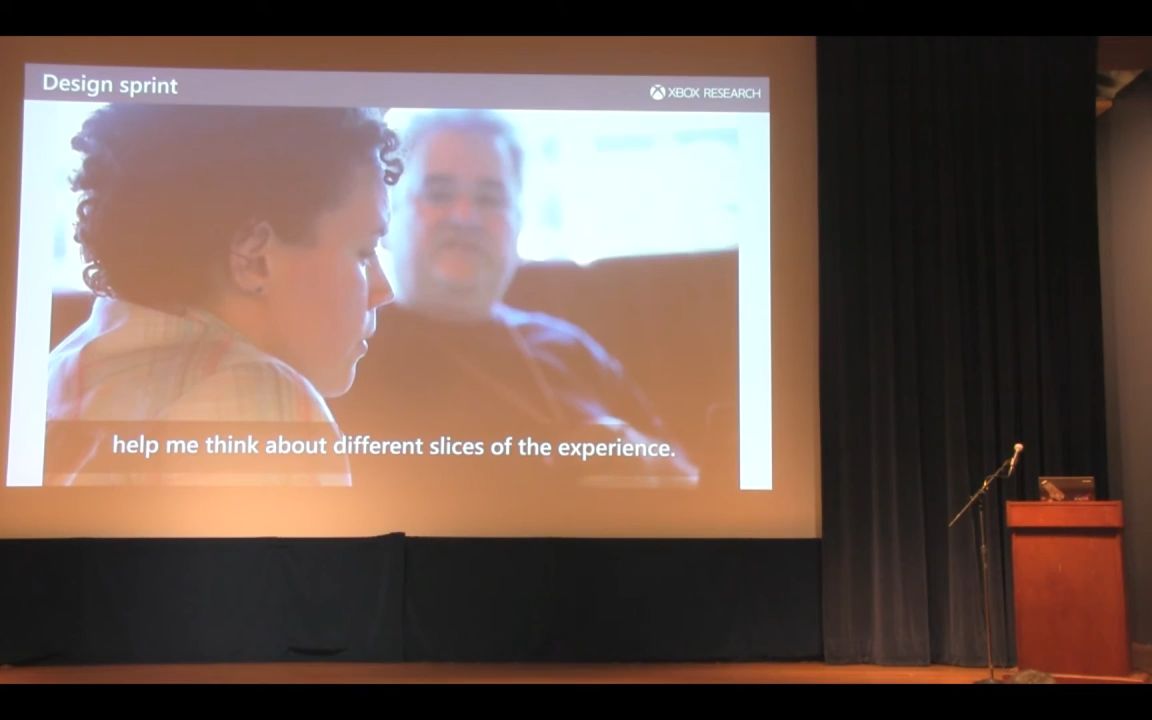 Design sprint
XBOX RESEARCH
help me think about different slices of the experience.